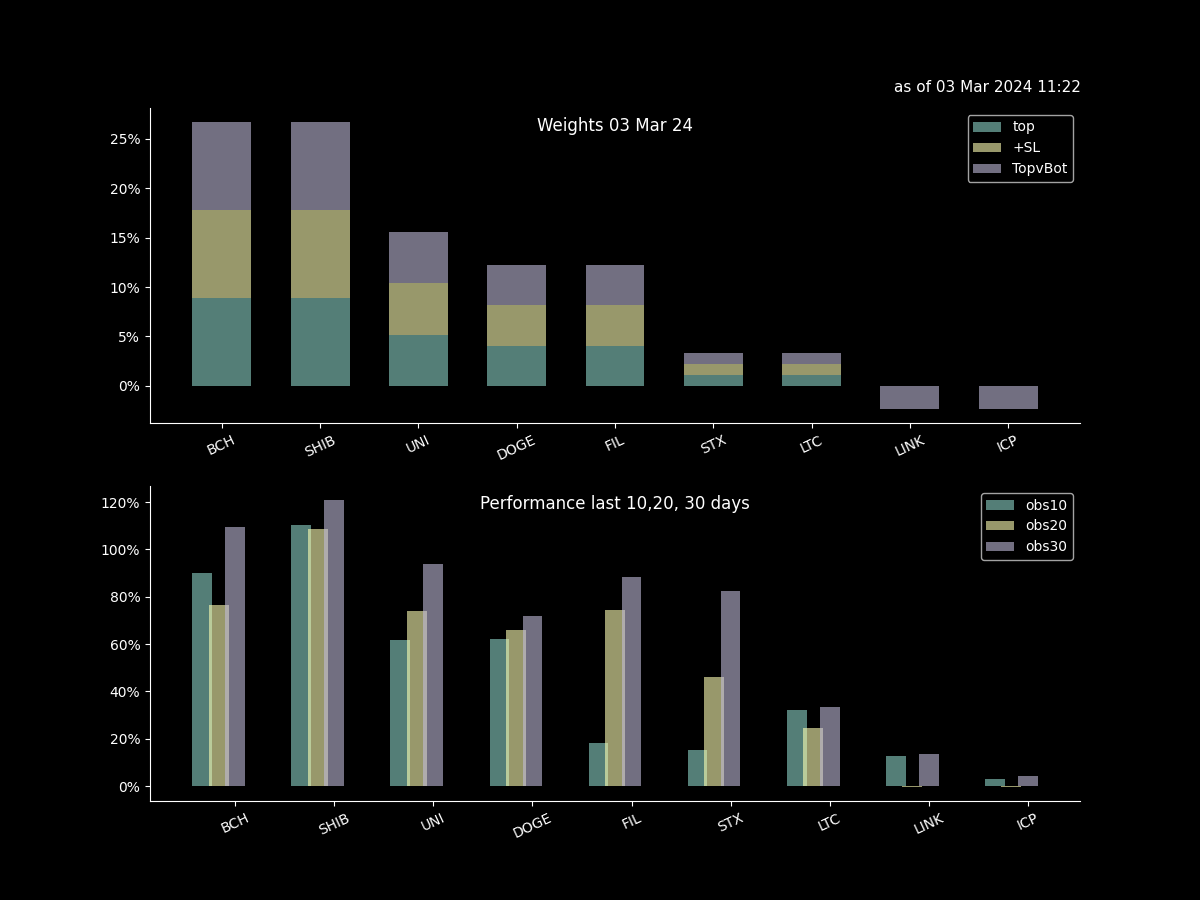 as of 03 Mar 2024 11:22
Weights 03 Mar 24
top
+SL
TopvBot
25%
20%
15%
10%
5%
0%
BCH SHIB UNI DOGE FIL STX LTC LINK ICP
Performance last 10,20, 30 days
obs10
obs20
obs30
120%
100%
80%
60%
40%
20%
0%
BCH SHIB UNI DOGE FIL STX LTC LINK ICP